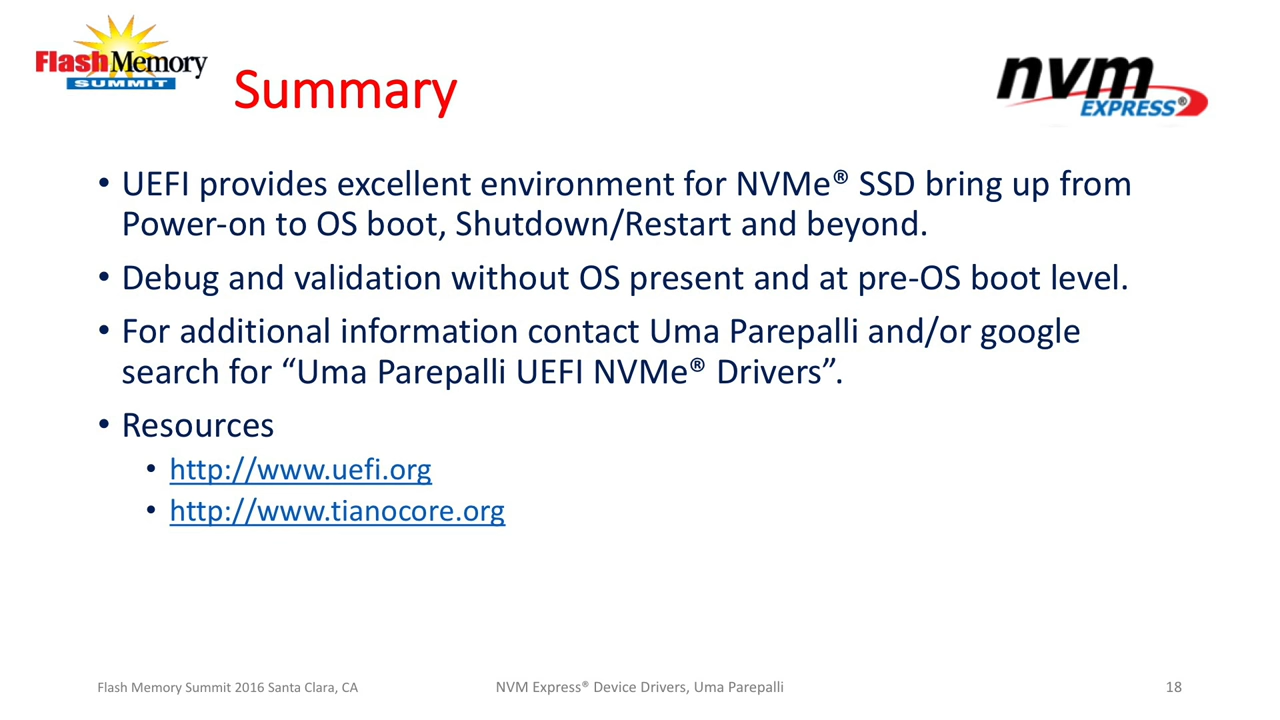 Flash Memory
SUMMIT
Summary
nvm
EXPRESS®
• UEFI provides excellent environment for NVMe® SSD bring up from
Power-on to OS boot, Shutdown/Restart and beyond.
• Debug and validation without OS present and at pre-OS boot level.
• For additional information contact Uma Parepalli and/or google
search for “Uma Parepalli UEFI NVMe® Drivers”.
• Resources
• http://www.uefi.org
• http://www.tianocore.org
Flash Memory Summit 2016 Santa Clara, CA
NVM Express® Device Drivers, Uma Parepalli
18